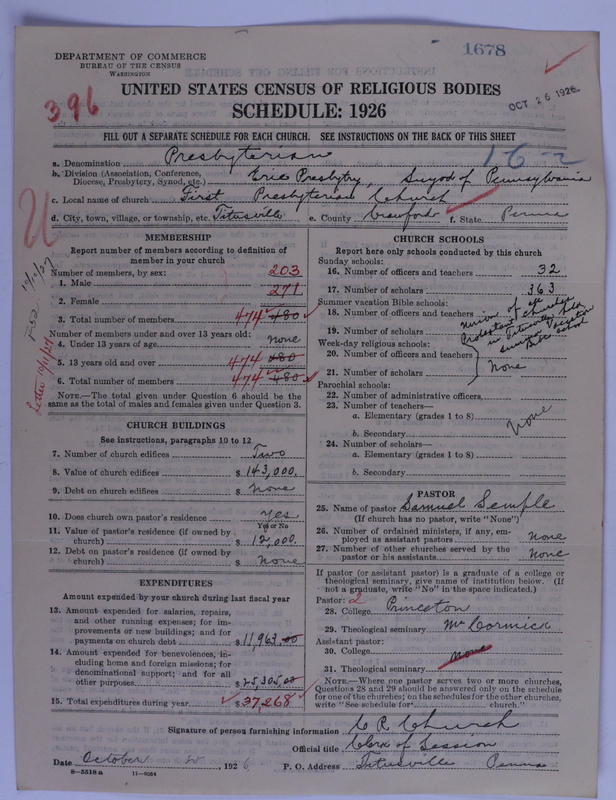 1678
DEPARTMENT OF COMMERCE
BUREAU OF THE CENSUS
WASHINGTON
UNITED STATES CENSUS OF RELIGIOUS BODIES
SCHEDULE: 1926
396
OCT 26 1926
FILL OUT A SEPARATE SCHEDULE FOR EACH CHURCH. SEE INSTRUCTIONS ON THE BACK OF THIS SHEET
a. Denomination Presbyterian
b. Division (Association, Conference, Diocese, Presbytery, Synod, etc.) Erie Presbytry, Synod of Pennsylvania
c. Local name of church First Presbyterian Church
d. City, town, village, or township, etc. Titusville e. County Crawford f. State Penna
MEMBERSHIP
Report number of members according to definition of member in your church
Number of members, by sex:
1. Male 203
2. Female 271
3. Total number of members 474 480
Number of members under and over 13 years old:
4. Under 13 years of age None
5. 13 years old and over 474 480
6. Total number of members 474 480
NOTE.—The total given under Question 6 should be the same as the total of males and females given under Question 3.
CHURCH BUILDINGS
See instructions, paragraphs 10 to 12
7. Number of church edifices Two
8. Value of church edifices $ 143,000.
9. Debt on church edifices $ None
10. Does church own pastor's residence Yes
Yes or No
11. Value of pastor's residence (if owned by church) $ 12,000.
12. Debt on pastor's residence (if owned by church) $ None
EXPENDITURES
Amount expended by your church during last fiscal year
13. Amount expended for salaries, repairs, and other running expenses; for improvements or new buildings; and for payments on church debt $ 11,963.00
14. Amount expended for benevolences, including home and foreign missions; for denominational support; and for all other purposes $ 25,305.00
15. Total expenditures during year $ 37,268
CHURCH SCHOOLS
Report here only schools conducted by this church
Sunday schools:
16. Number of officers and teachers 32
17. Number of scholars 363
Summer vacation Bible schools:
18. Number of officers and teachers
19. Number of scholars
Union of Protestant churches in Titusville hold Summer Vacation Bible School
Week-day religious schools:
20. Number of officers and teachers
21. Number of scholars
None
Parochial schools:
22. Number of administrative officers
23. Number of teachers—
a. Elementary (grades 1 to 8)
b. Secondary
24. Number of scholars—
a. Elementary (grades 1 to 8)
b. Secondary
None
PASTOR
25. Name of pastor Samuel Semple
(If church has no pastor, write "None")
26. Number of ordained ministers, if any, employed as assistant pastors None
27. Number of other churches served by the pastor or his assistants None
If pastor (or assistant pastor) is a graduate of a college or theological seminary, give name of institution below. (If not a graduate, write "No" in the space indicated.)
Pastor: 2
28. College Princeton
29. Theological seminary McCormick
Assistant pastor:
30. College
31. Theological seminary
None
NOTE.—Where one pastor serves two or more churches, Questions 28 and 29 should be answered only on the schedule for one of the churches; on the schedules for the other churches, write "See schedule for church."
Signature of person furnishing information C R Church
Official title Clerk of Session
Date October 20, 1926 P. O. Address Titusville Penna
8—5518 a 11—9064